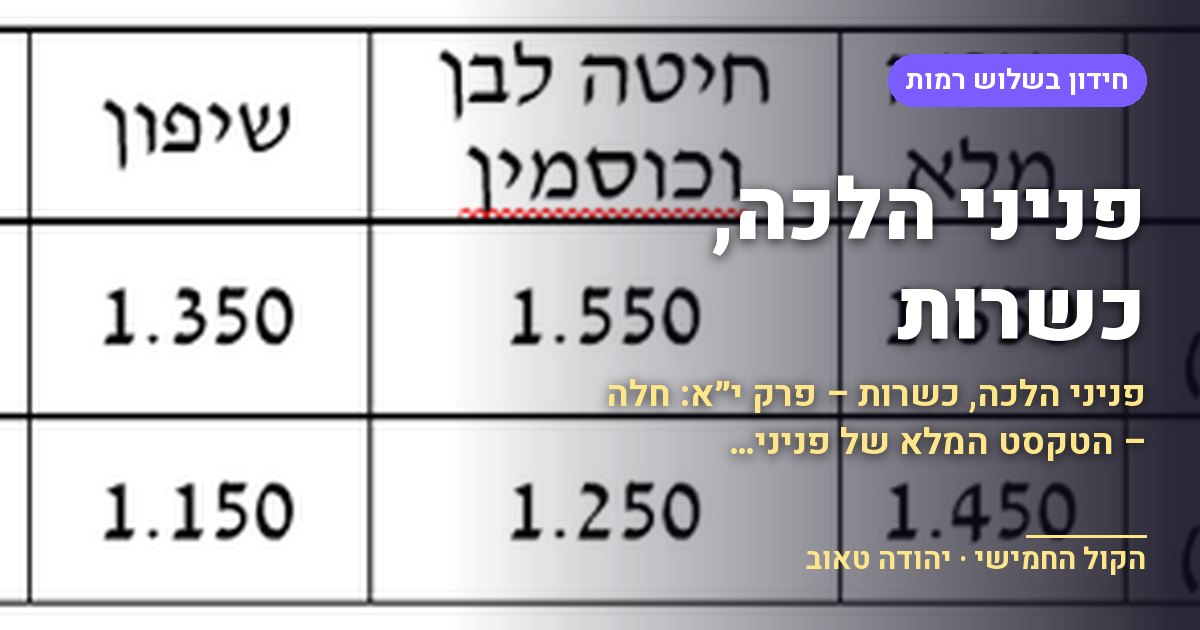 חידון בשלוש רמות
פניני הלכה,
כשרות
פניני הלכה, כשרות – פרק י״א: חלה
– הטקסט המלא של פניני...
הקול החמישי · יהודה טאוב
מלא
חיטה לבן
וכוסמין
שיפון
1.550
1.350
1.450
1.250
1.150